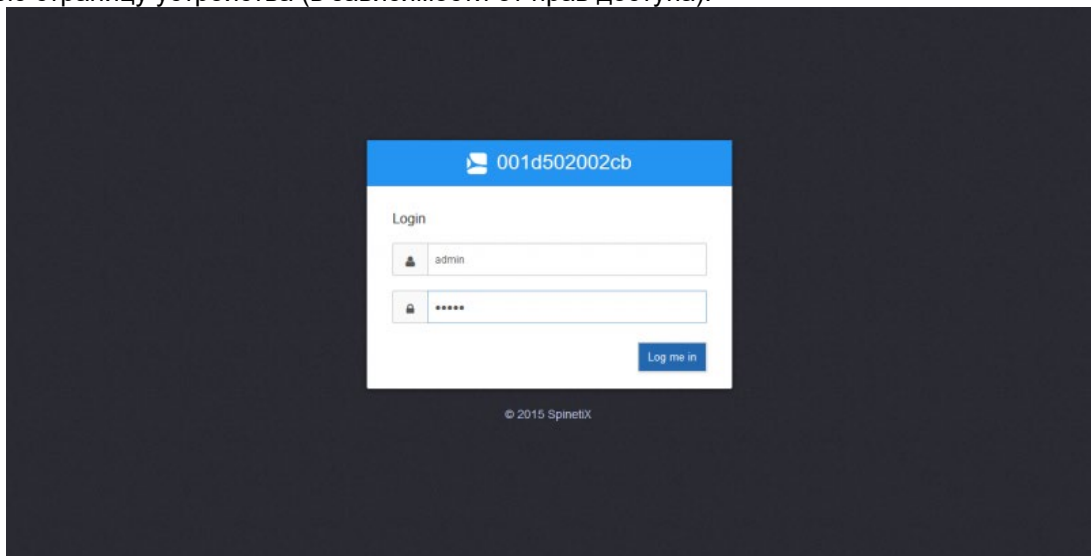 страницу устройства (в зависимости от прав доступа).
001d502002cb
Login
admin
•••••
Log me in
© 2015 SpinetiX